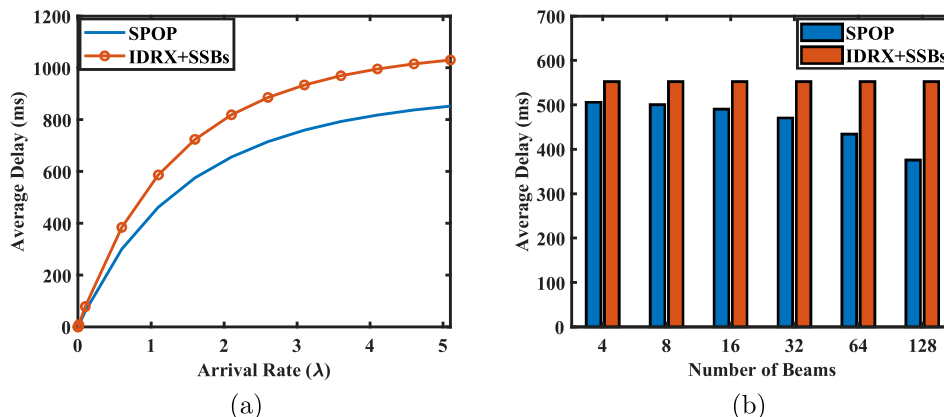 1200
1000
800
600
400
200
0
Average Delay (ms)
SPOP
IDRX+SSBs
0 1 2 3 4 5
Arrival Rate (λ)
(a)
700
600
500
400
300
200
100
0
Average Delay (ms)
SPOP
IDRX+SSBs
4 8 16 32 64 128
Number of Beams
(b)